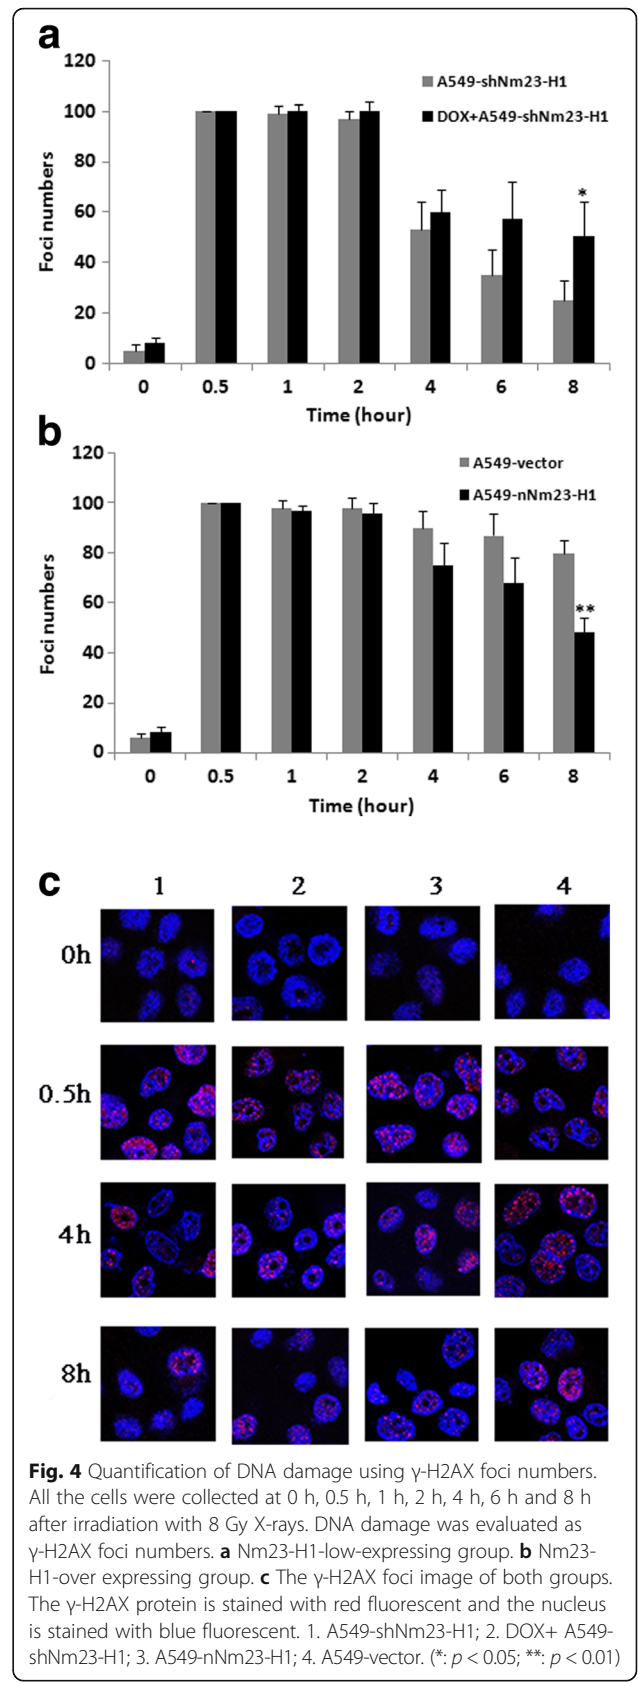 a
120
100
80
60
40
20
0
Foci numbers
A549-shNm23-H1
DOX+A549-shNm23-H1
*
0 0.5 1 2 4 6 8
Time (hour)
b
120
100
80
60
40
20
0
Foci numbers
A549-vector
A549-nNm23-H1
**
0 0.5 1 2 4 6 8
Time (hour)
c
1 2 3 4
0h
0.5h
4h
8h
Fig. 4 Quantification of DNA damage using γ-H2AX foci numbers.
All the cells were collected at 0 h, 0.5 h, 1 h, 2 h, 4 h, 6 h and 8 h
after irradiation with 8 Gy X-rays. DNA damage was evaluated as
γ-H2AX foci numbers. a Nm23-H1-low-expressing group. b Nm23-
H1-over expressing group. c The γ-H2AX foci image of both groups.
The γ-H2AX protein is stained with red fluorescent and the nucleus
is stained with blue fluorescent. 1. A549-shNm23-H1; 2. DOX+ A549-
shNm23-H1; 3. A549-nNm23-H1; 4. A549-vector. (*: p < 0.05; **: p < 0.01)